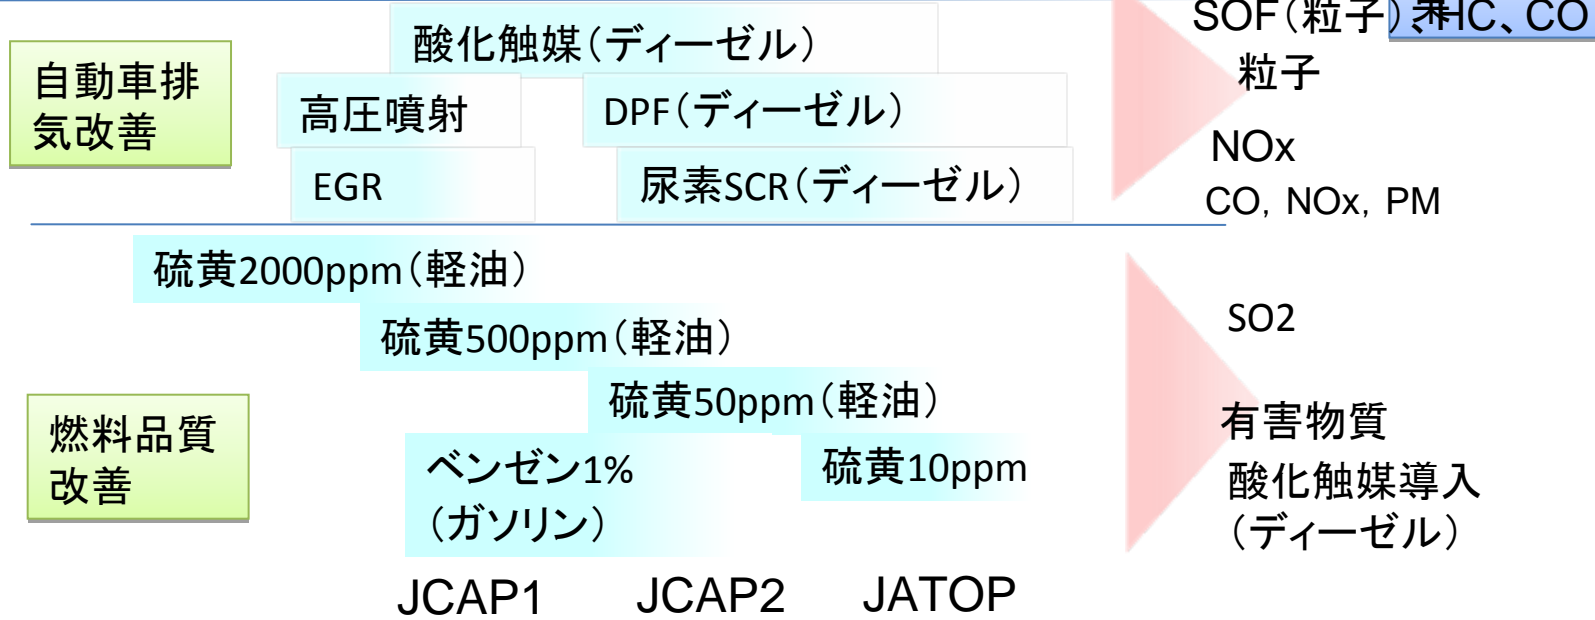 酸化触媒（ディーゼル）
SOF（粒子）、HC、CO
自動車排
気改善
高圧噴射
DPF（ディーゼル）
粒子
EGR
尿素SCR（ディーゼル）
NOx
CO，NOx，PM
硫黄2000ppm（軽油）
硫黄500ppm（軽油）
SO2
硫黄50ppm（軽油）
燃料品質
改善
有害物質
ベンゼン1%
（ガソリン）
硫黄10ppm
酸化触媒導入
（ディーゼル）
JCAP1
JCAP2
JATOP